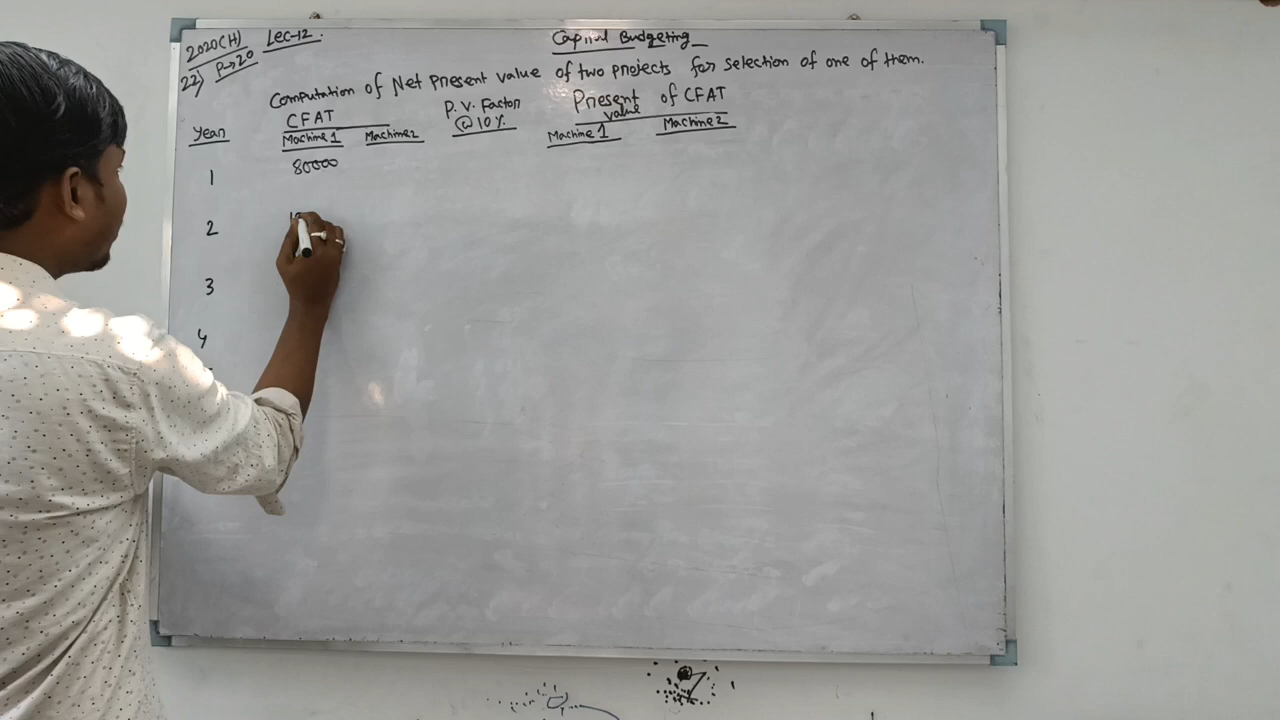 2020(H) Lec-12. Capital Budgeting
22) P→20
Computation of Net Present value of two projects for selection of one of them.
Year CFAT P.V. Factor @ 10% Present value of CFAT
Machine 1 Machine 2 Machine 1 Machine 2
1 80000
2
3
4